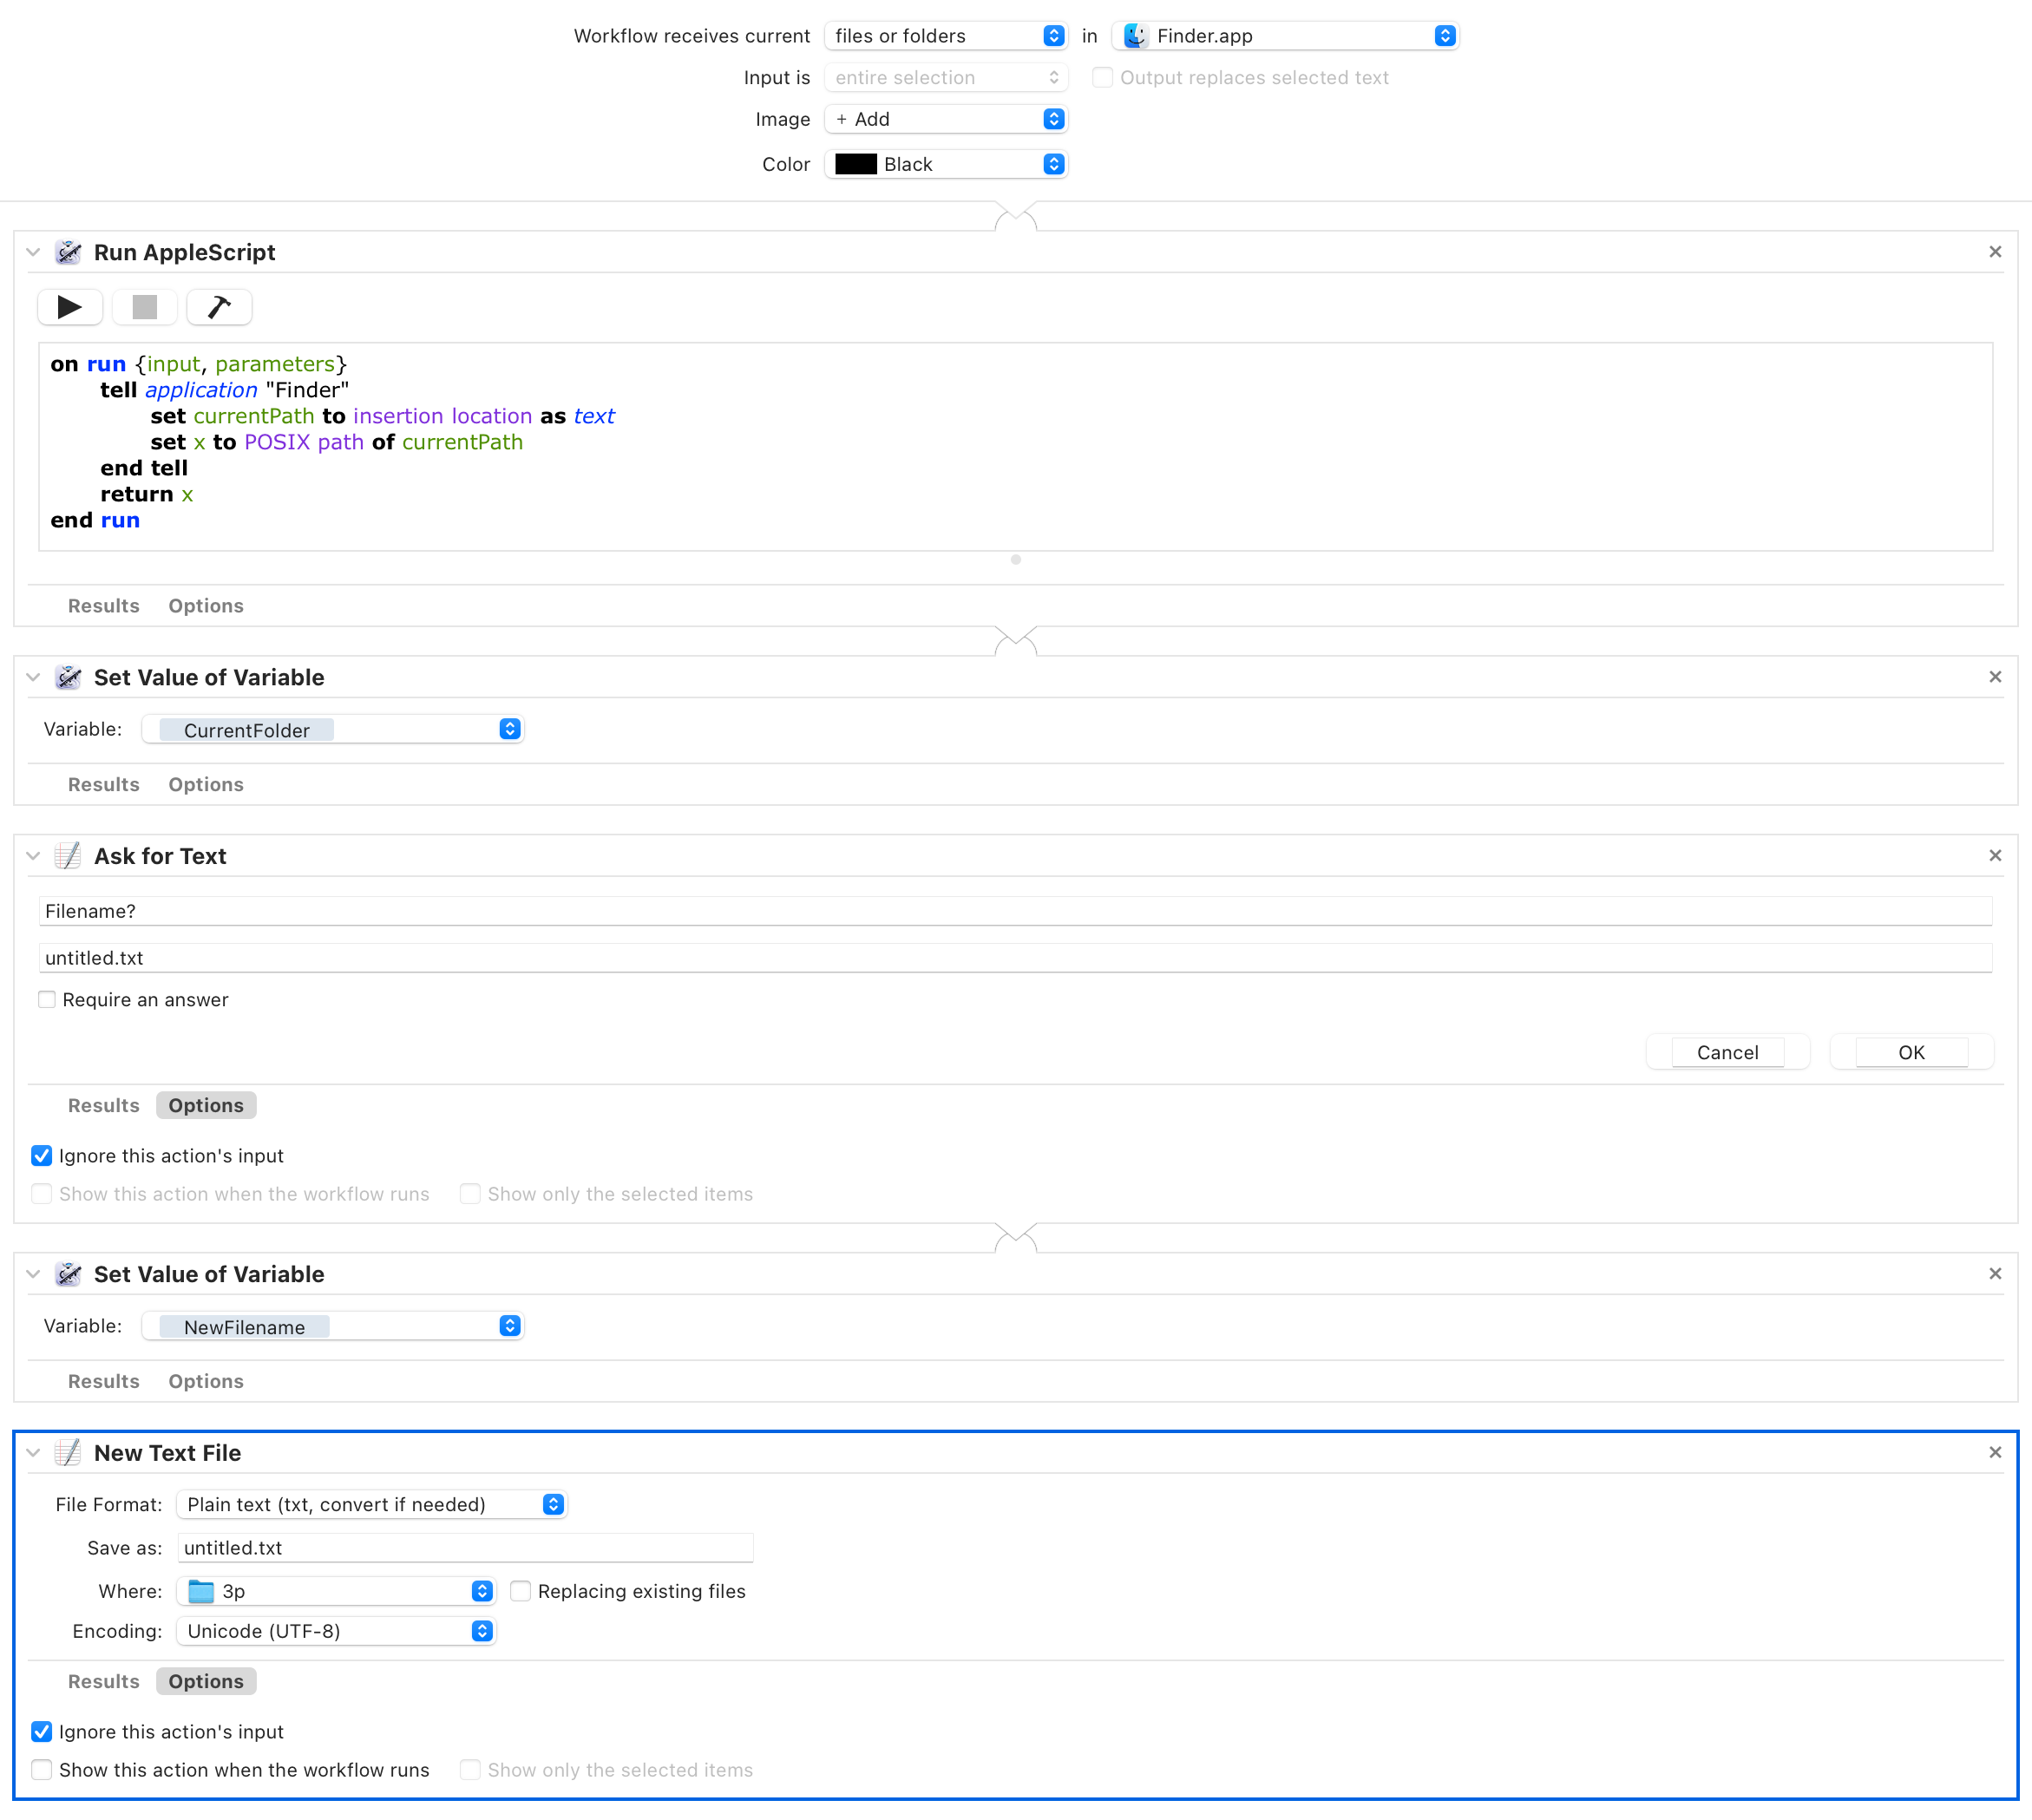 Workflow receives current files or folders in Finder.app
Input is entire selection Output replaces selected text
Image + Add
Color Black
Run AppleScript
on run {input, parameters}
tell application "Finder"
set currentPath to insertion location as text
set x to POSIX path of currentPath
end tell
return x
end run
Results Options
Set Value of Variable
Variable: CurrentFolder
Results Options
Ask for Text
Filename?
untitled.txt
Require an answer
Cancel OK
Results Options
Ignore this action's input
Show this action when the workflow runs Show only the selected items
Set Value of Variable
Variable: NewFilename
Results Options
New Text File
File Format: Plain text (txt, convert if needed)
Save as: untitled.txt
Where: 3p Replacing existing files
Encoding: Unicode (UTF-8)
Results Options
Ignore this action's input
Show this action when the workflow runs Show only the selected items